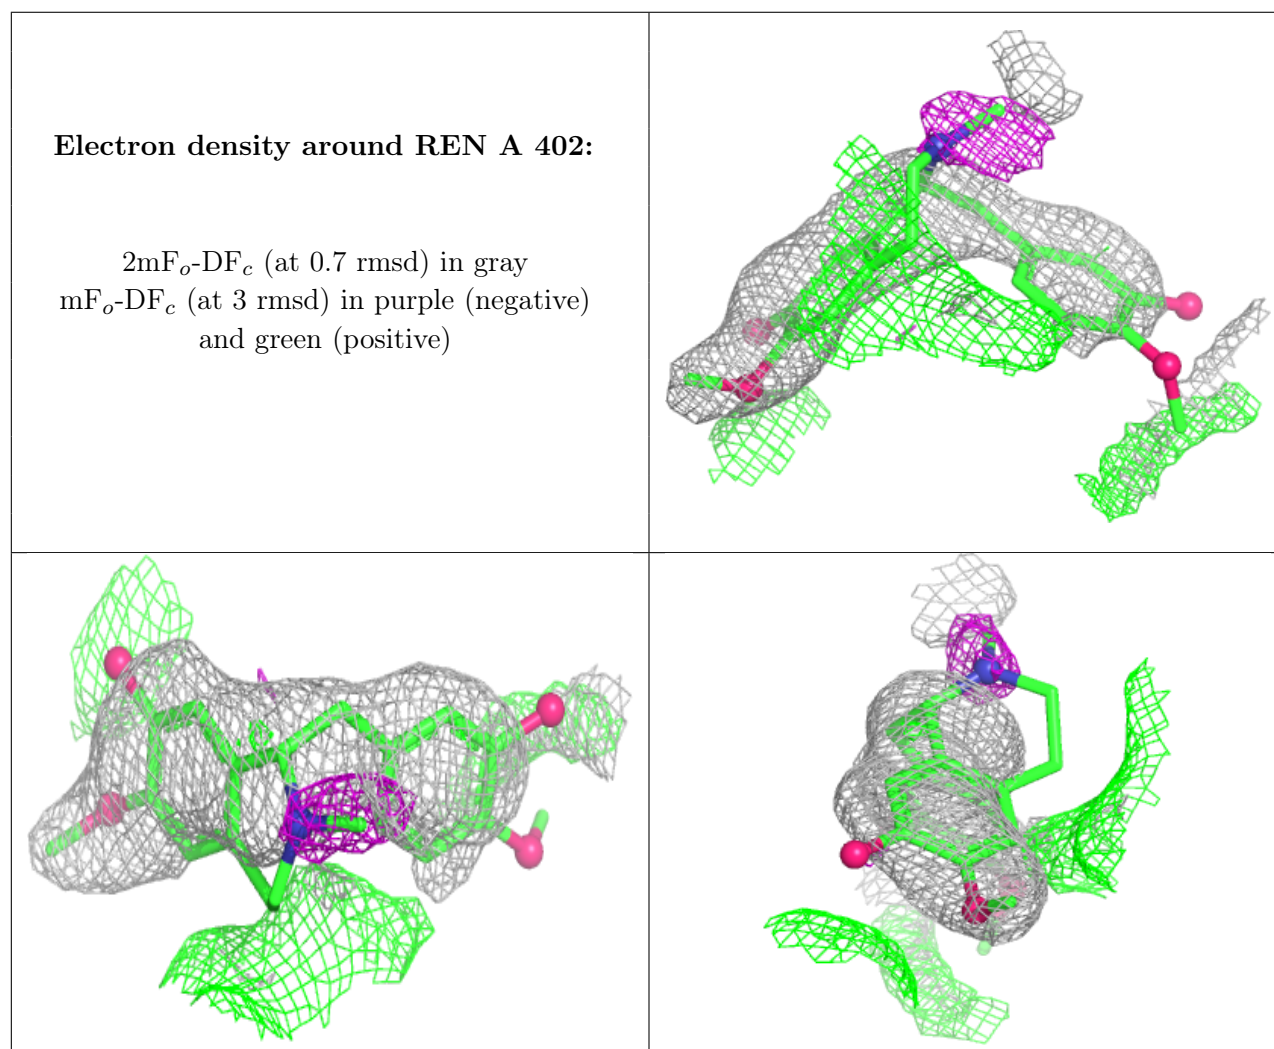 Electron density around REN A 402:
2mFₒ-DF𝒸 (at 0.7 rmsd) in gray
mFₒ-DF𝒸 (at 3 rmsd) in purple (negative)
and green (positive)